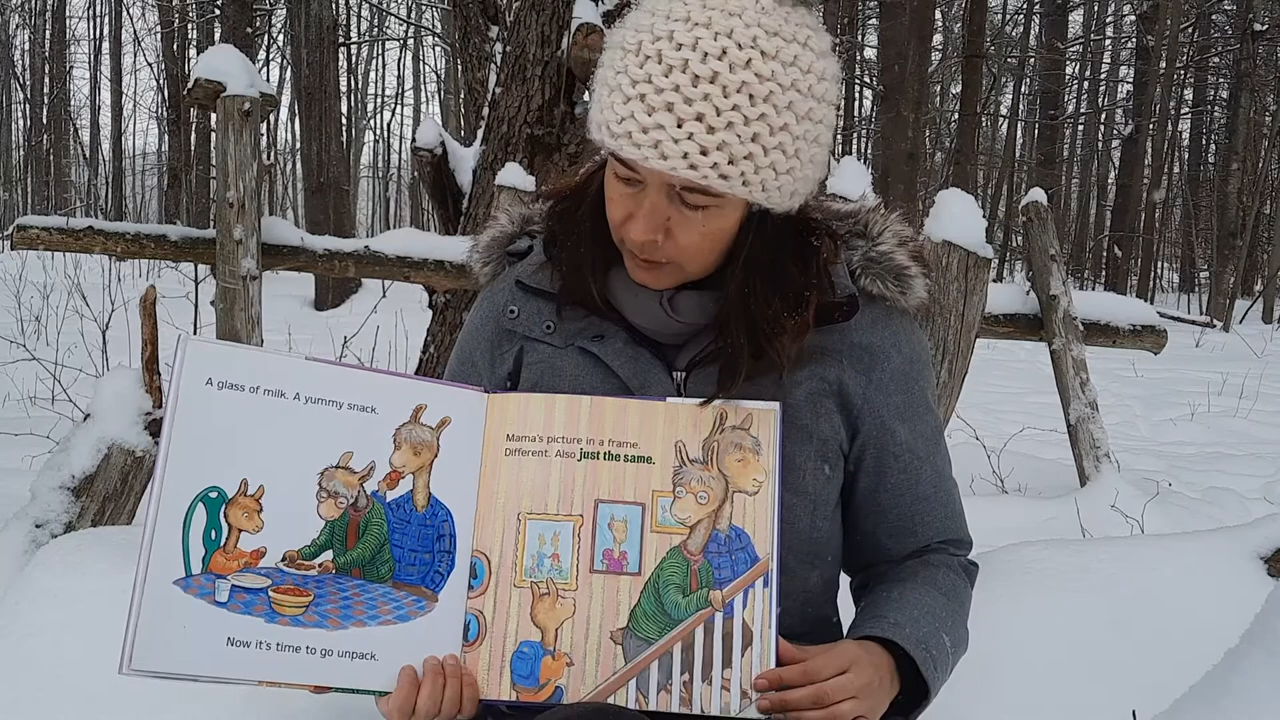 A glass of milk. A yummy snack.
Now it's time to go unpack.
Mama's picture in a frame.
Different. Also just the same.